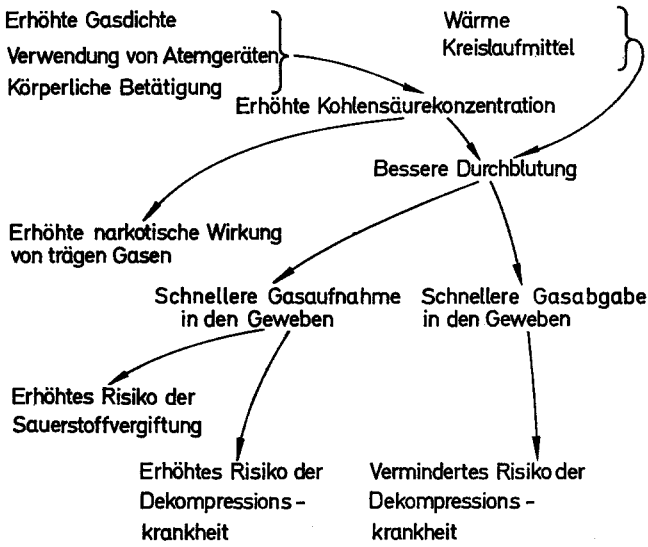 Erhöhte Gasdichte
Verwendung von Atemgeräten
Körperliche Betätigung
Wärme
Kreislaufmittel
Erhöhte Kohlensäurekonzentration
Bessere Durchblutung
Erhöhte narkotische Wirkung
von trägen Gasen
Schnellere Gasaufnahme
in den Geweben
Schnellere Gasabgabe
in den Geweben
Erhöhtes Risiko der
Sauerstoffvergiftung
Erhöhtes Risiko der
Dekompressions-
krankheit
Vermindertes Risiko der
Dekompressions-
krankheit